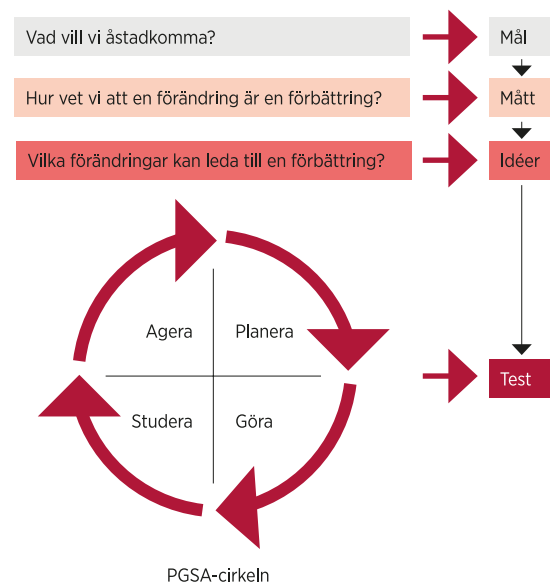 Vad vill vi åstadkomma?
Mål
Hur vet vi att en förändring är en förbättring?
Mått
Vilka förändringar kan leda till en förbättring?
Idéer
Agera
Planera
Test
Studera
Göra
PGSA-cirkeln